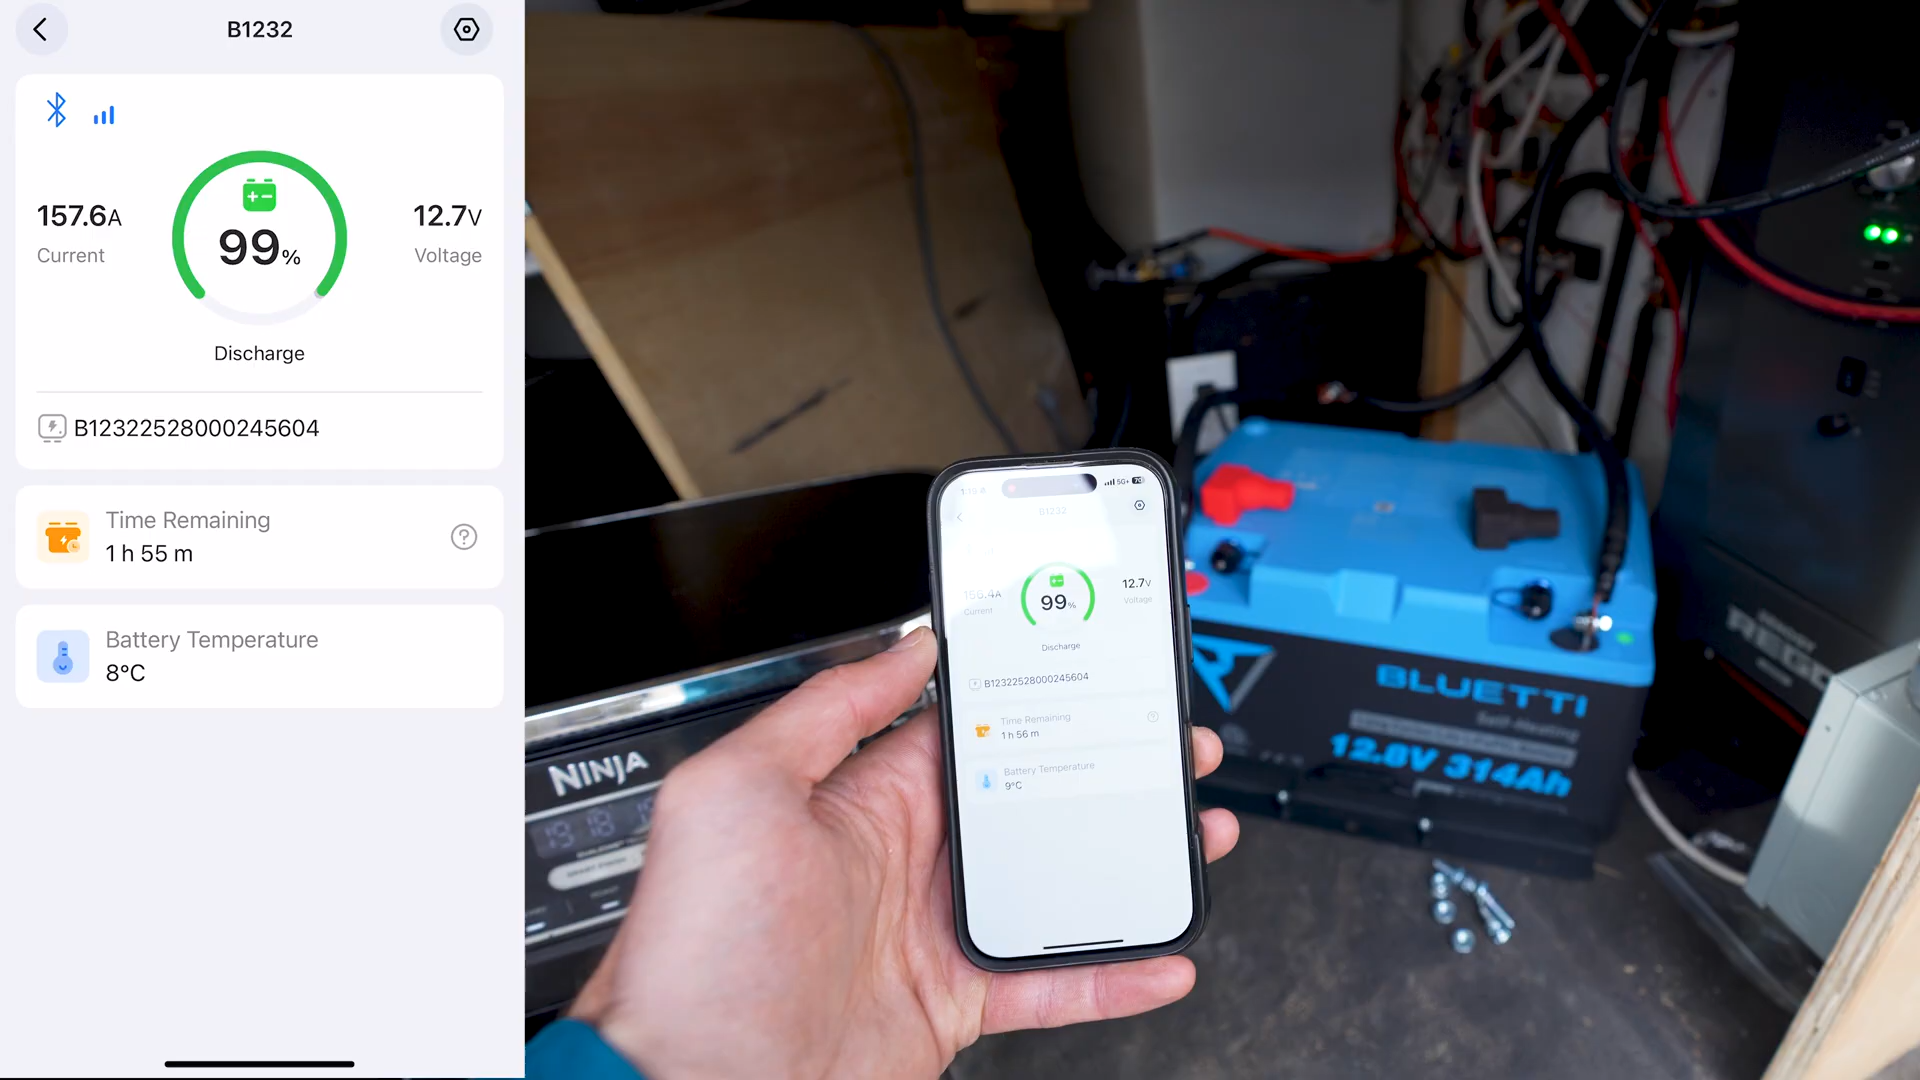 B1232
157.6A
Current
99%
12.7V
Voltage
Discharge
B12322528000245604
Time Remaining
1 h 55 m
Battery Temperature
8°C
B1232
Current
99%
12.7V
Voltage
Discharge
B12322528000245604
Time Remaining
1 h 56 m
Battery Temperature
9°C
NINJA
BLUETTI
Self-Heating
12.8V 314Ah